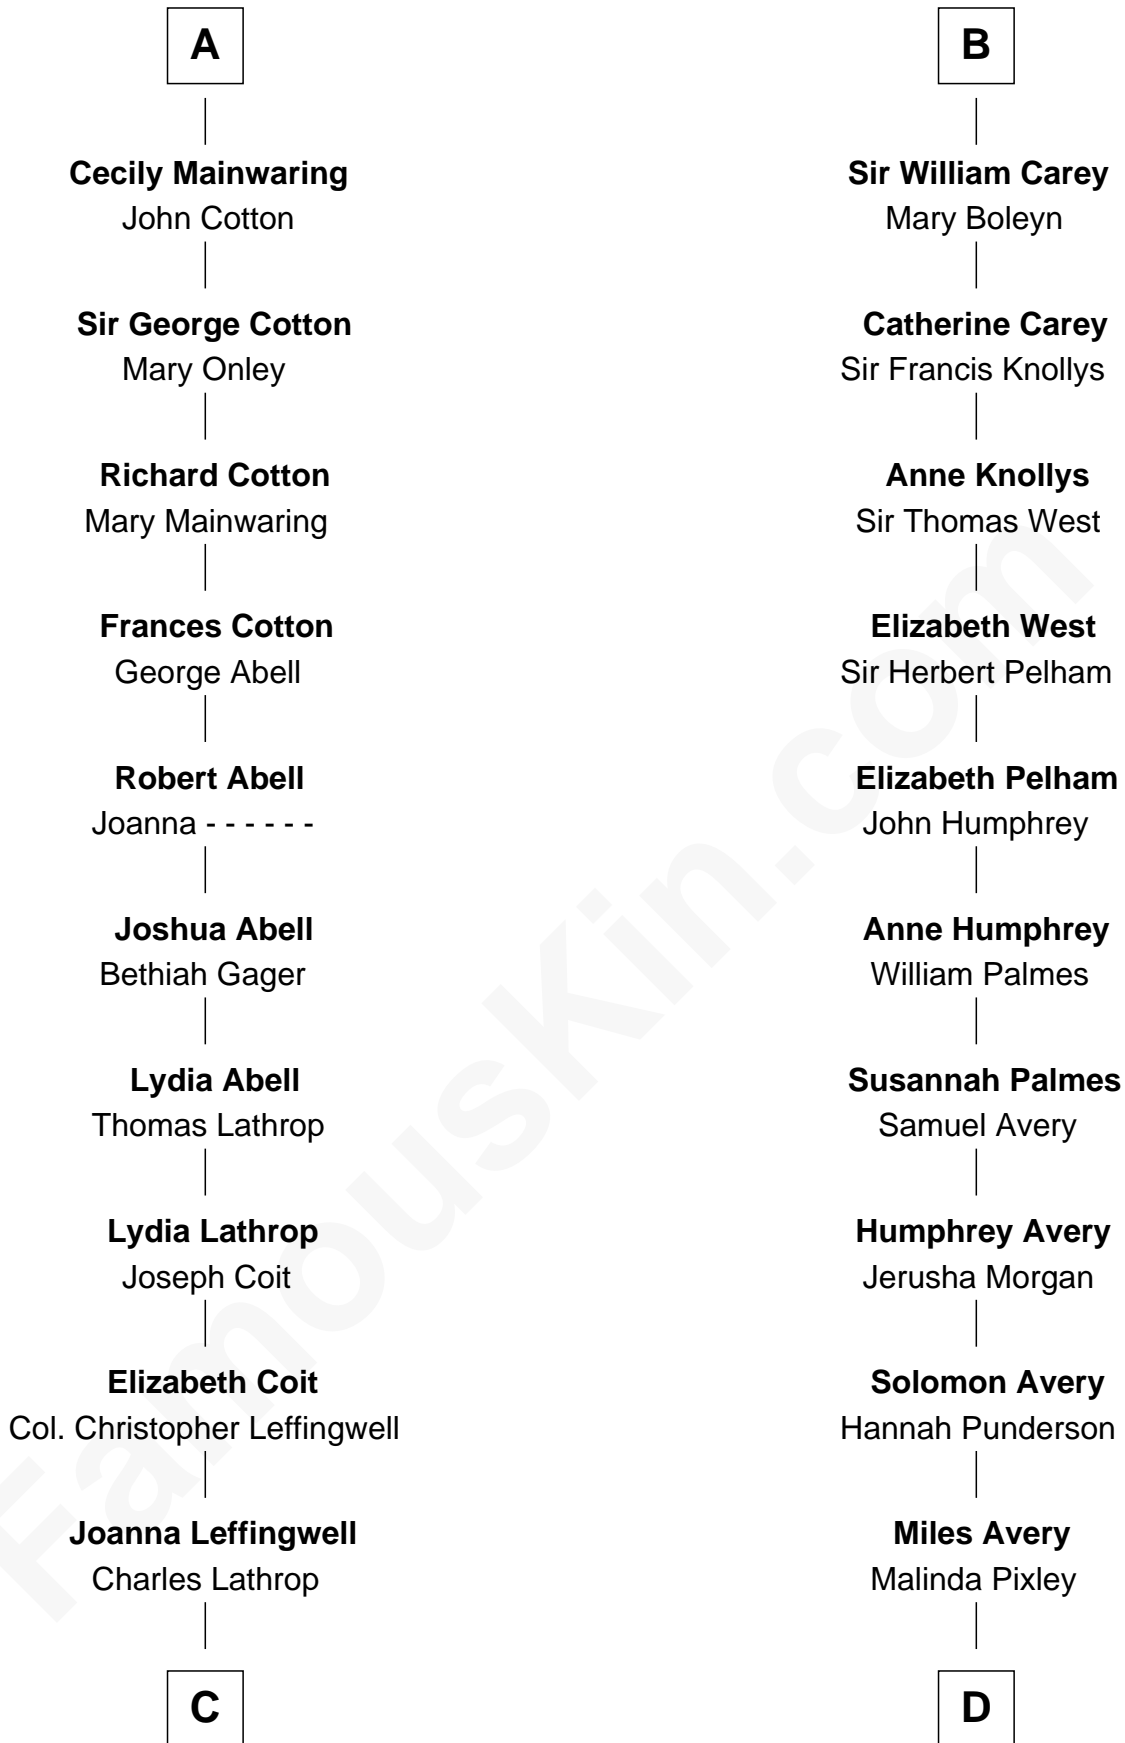 A
Cecily Mainwaring
John Cotton
Sir George Cotton
Mary Onley
Richard Cotton
Mary Mainwaring
Frances Cotton
George Abell
Robert Abell
Joanna - - - - - -
Joshua Abell
Bethiah Gager
Lydia Abell
Thomas Lathrop
Lydia Lathrop
Joseph Coit
Elizabeth Coit
Col. Christopher Leffingwell
Joanna Leffingwell
Charles Lathrop
C
B
Sir William Carey
Mary Boleyn
Catherine Carey
Sir Francis Knollys
Anne Knollys
Sir Thomas West
Elizabeth West
Sir Herbert Pelham
Elizabeth Pelham
John Humphrey
Anne Humphrey
William Palmes
Susannah Palmes
Samuel Avery
Humphrey Avery
Jerusha Morgan
Solomon Avery
Hannah Punderson
Miles Avery
Malinda Pixley
D
FamousKin.com